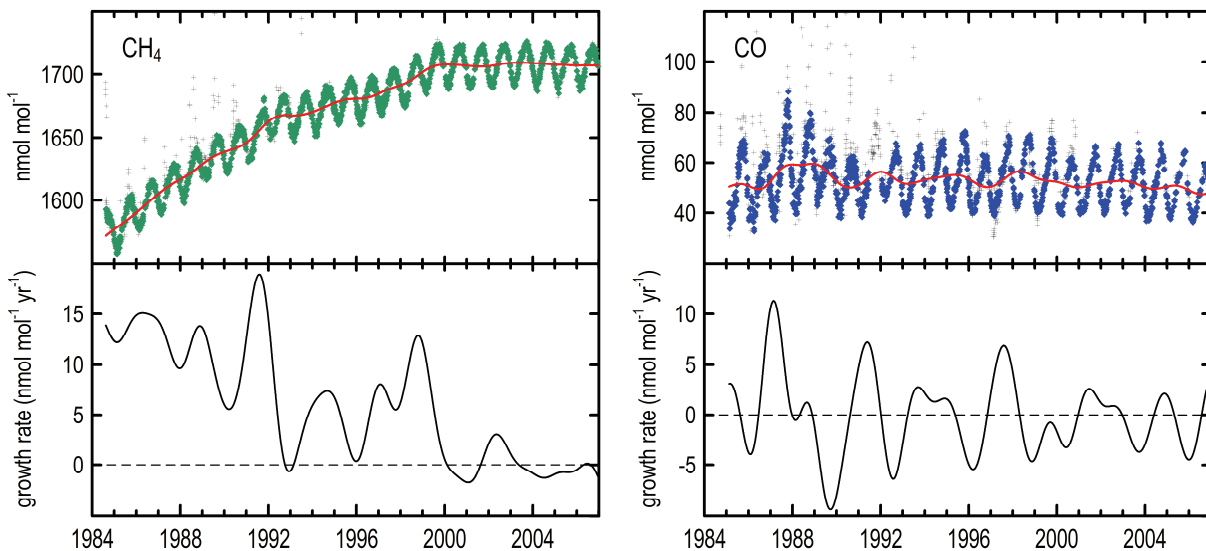 CH₄
nmol mol⁻¹
1700
1650
1600
growth rate (nmol mol⁻¹ yr⁻¹)
15
10
5
0
1984 1988 1992 1996 2000 2004
CO
nmol mol⁻¹
100
80
60
40
growth rate (nmol mol⁻¹ yr⁻¹)
10
5
0
-5
1984 1988 1992 1996 2000 2004